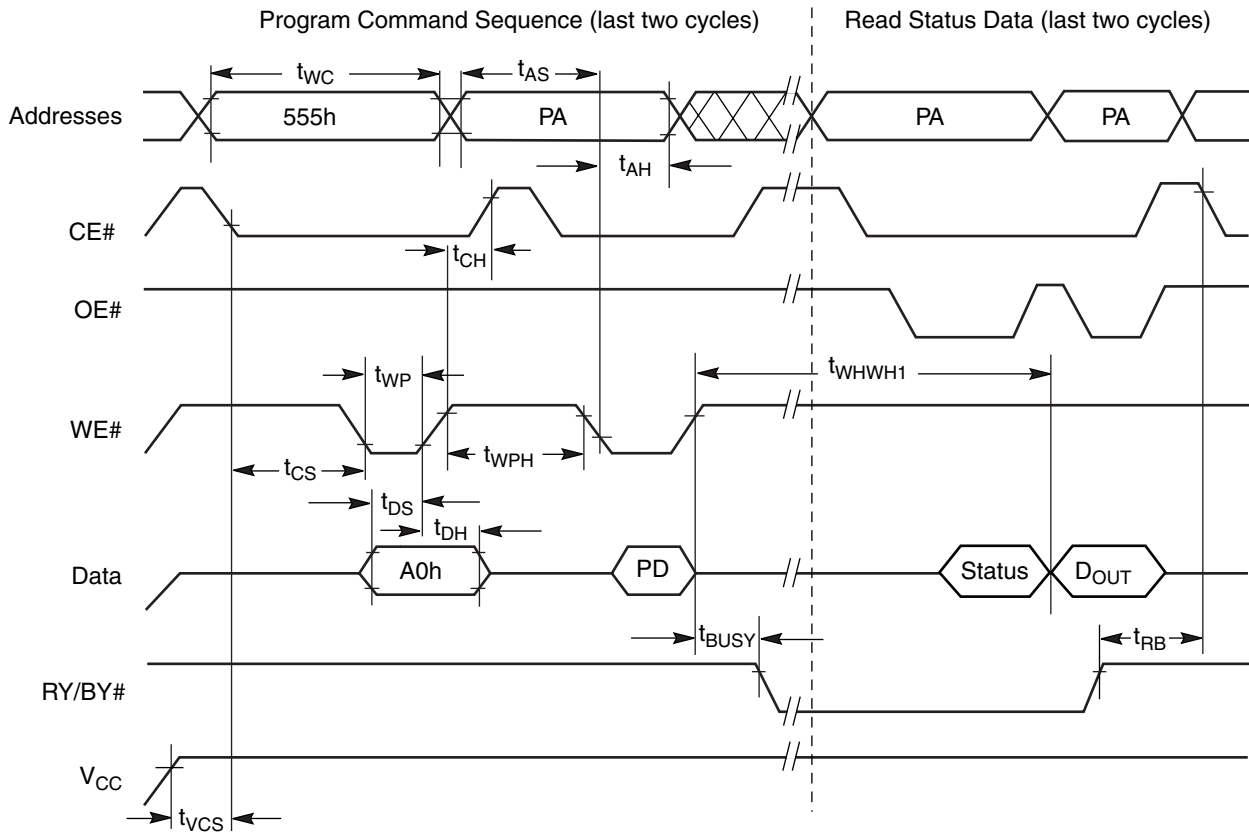 Program Command Sequence (last two cycles)
Read Status Data (last two cycles)
tWC
tAS
Addresses
555h
PA
PA
PA
tAH
CE#
tCH
OE#
tWP
tWHWH1
WE#
tCS
tWPH
tDS
tDH
Data
A0h
PD
Status
DOUT
tBUSY
tRB
RY/BY#
VCC
tVCS